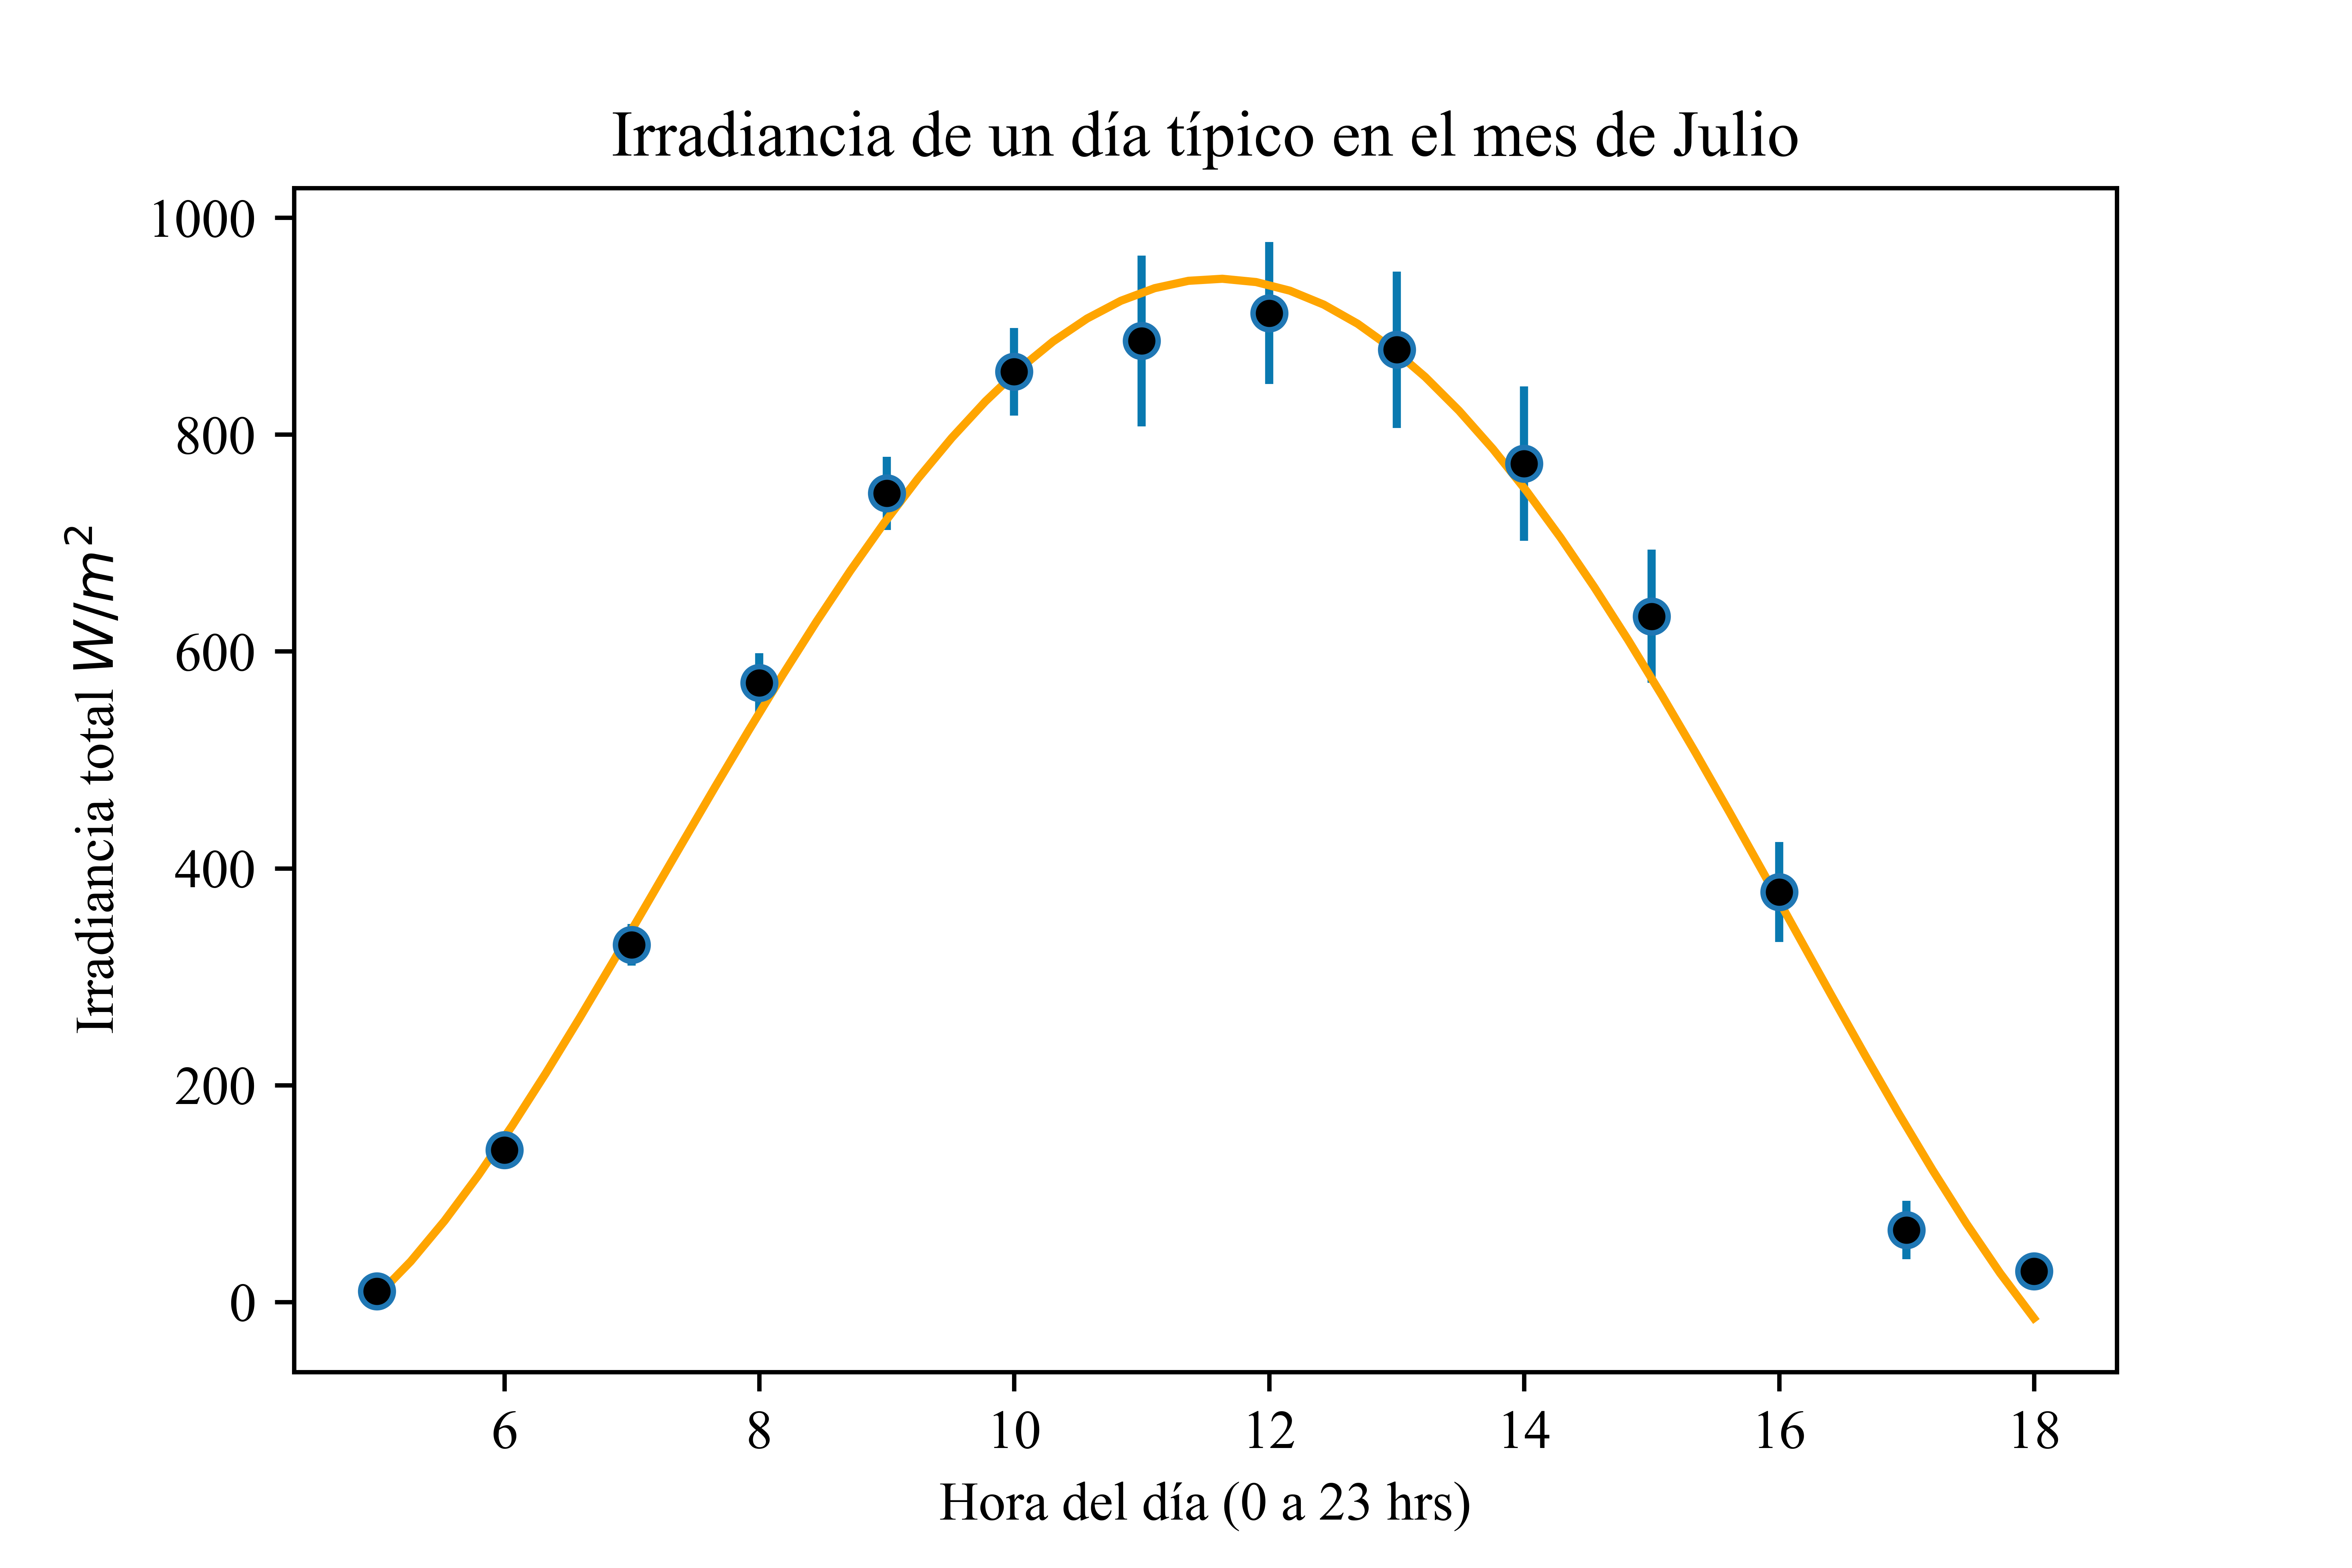 Irradiancia de un día típico en el mes de Julio
Irradiancia total W/m²
1000
800
600
400
200
0
6 8 10 12 14 16 18
Hora del día (0 a 23 hrs)